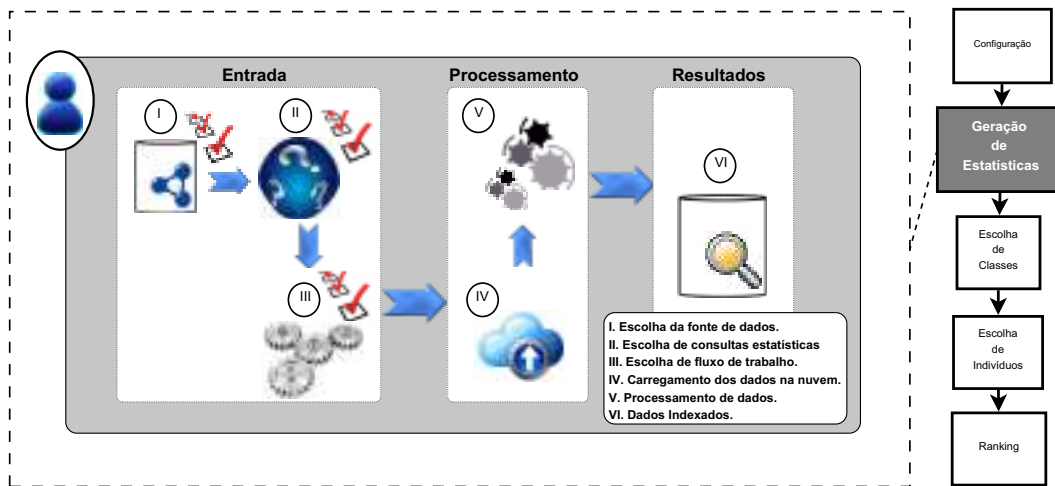 Entrada
Processamento
Resultados
I
II
III
IV
V
VI
I. Escolha da fonte de dados.
II. Escolha de consultas estatísticas
III. Escolha de fluxo de trabalho.
IV. Carregamento dos dados na nuvem.
V. Processamento de dados.
VI. Dados Indexados.
Configuração
Geração
de
Estatísticas
Escolha
de
Classes
Escolha
de
Indivíduos
Ranking